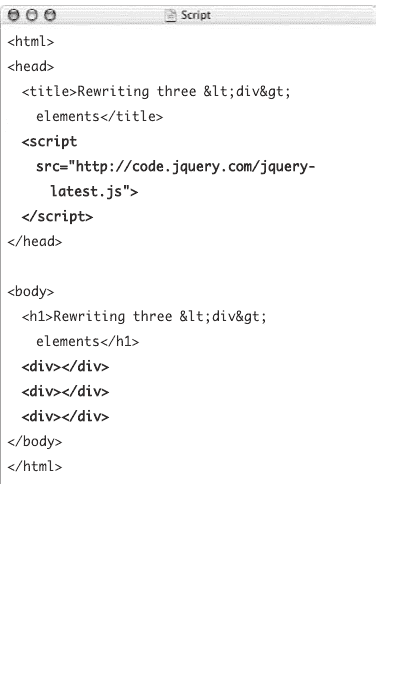 Script
<html>
<head>
<title>Rewriting three &lt;div&gt;
elements</title>
<script
src="http://code.jquery.com/jquery-
latest.js">
</script>
</head>
<body>
<h1>Rewriting three &lt;div&gt;
elements</h1>
<div></div>
<div></div>
<div></div>
</body>
</html>